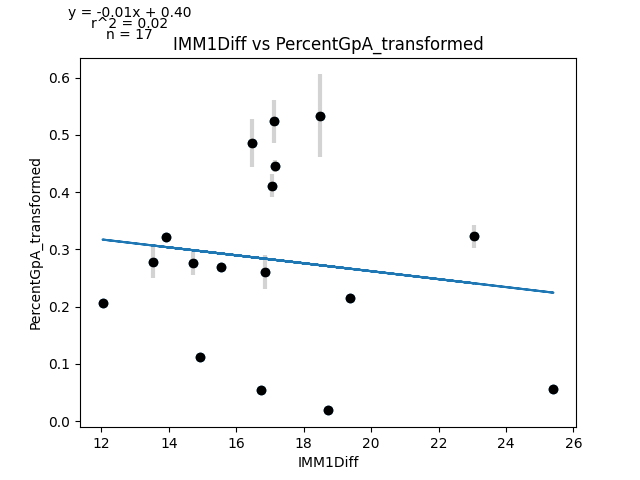 y = -0.01x + 0.40
r^2 = 0.02
n = 17
IMM1Diff vs PercentGpA_transformed
0.6
0.5
0.4
0.3
0.2
0.1
0.0
PercentGpA_transformed
12 14 16 18 20 22 24 26
IMM1Diff